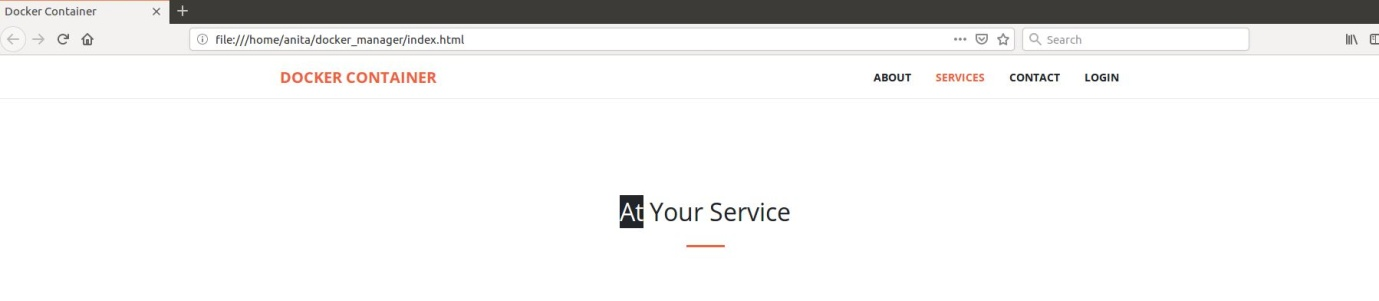 Docker Container
file:///home/anita/docker_manager/index.html
Search
DOCKER CONTAINER
ABOUT SERVICES CONTACT LOGIN
At Your Service